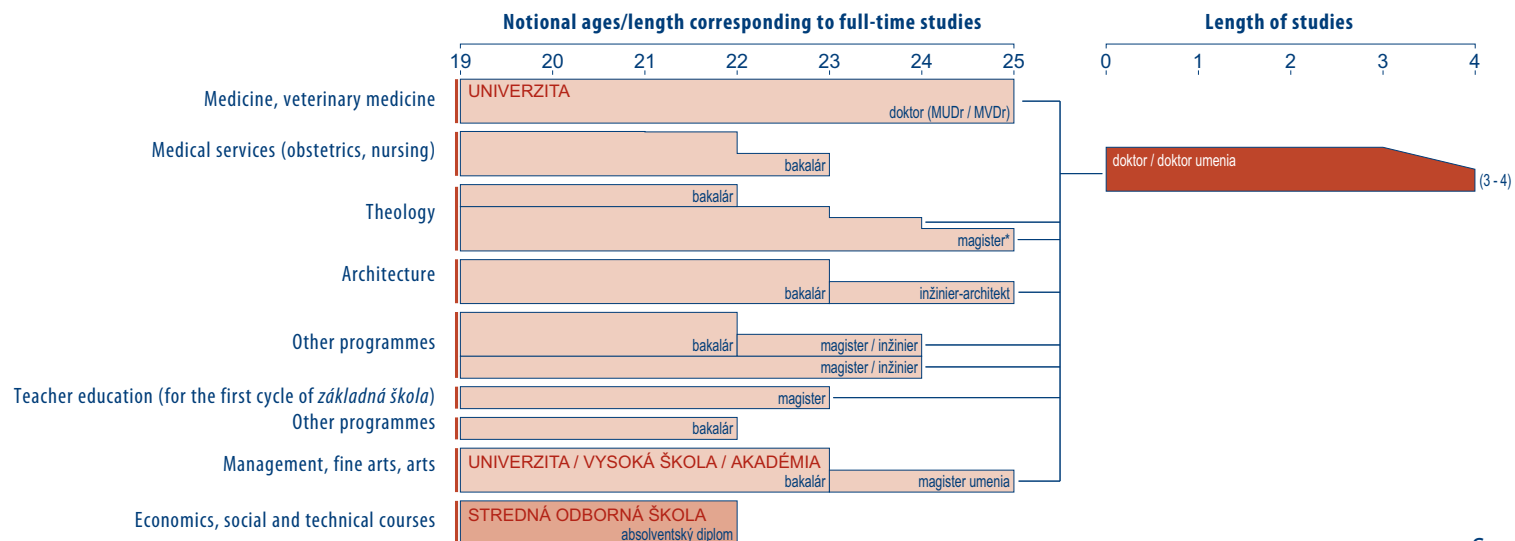 Notional ages/length corresponding to full-time studies
Length of studies
19 20 21 22 23 24 25
0 1 2 3 4
Medicine, veterinary medicine
UNIVERZITA
doktor (MUDr / MVDr)
Medical services (obstetrics, nursing)
bakalár
doktor / doktor umenia
(3 - 4)
Theology
bakalár
magister*
Architecture
bakalár
inžinier-architekt
Other programmes
bakalár
magister / inžinier
magister / inžinier
Teacher education (for the first cycle of základná škola)
magister
Other programmes
bakalár
Management, fine arts, arts
UNIVERZITA / VYSOKÁ ŠKOLA / AKADÉMIA
bakalár
magister umenia
Economics, social and technical courses
STREDNÁ ODBORNÁ ŠKOLA
absolventský diplom